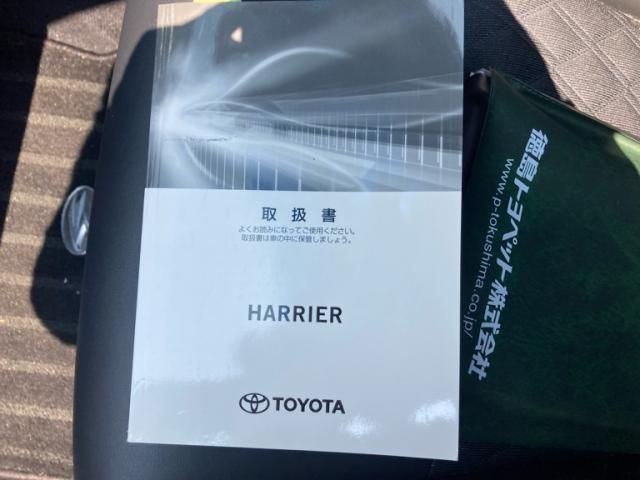 取扱書
よくお読みになってご使用ください。
取扱書は車の中に保管しましょう。
HARRIER
TOYOTA
徳島トヨペット株式会社
www.p-tokushima.co.jp/